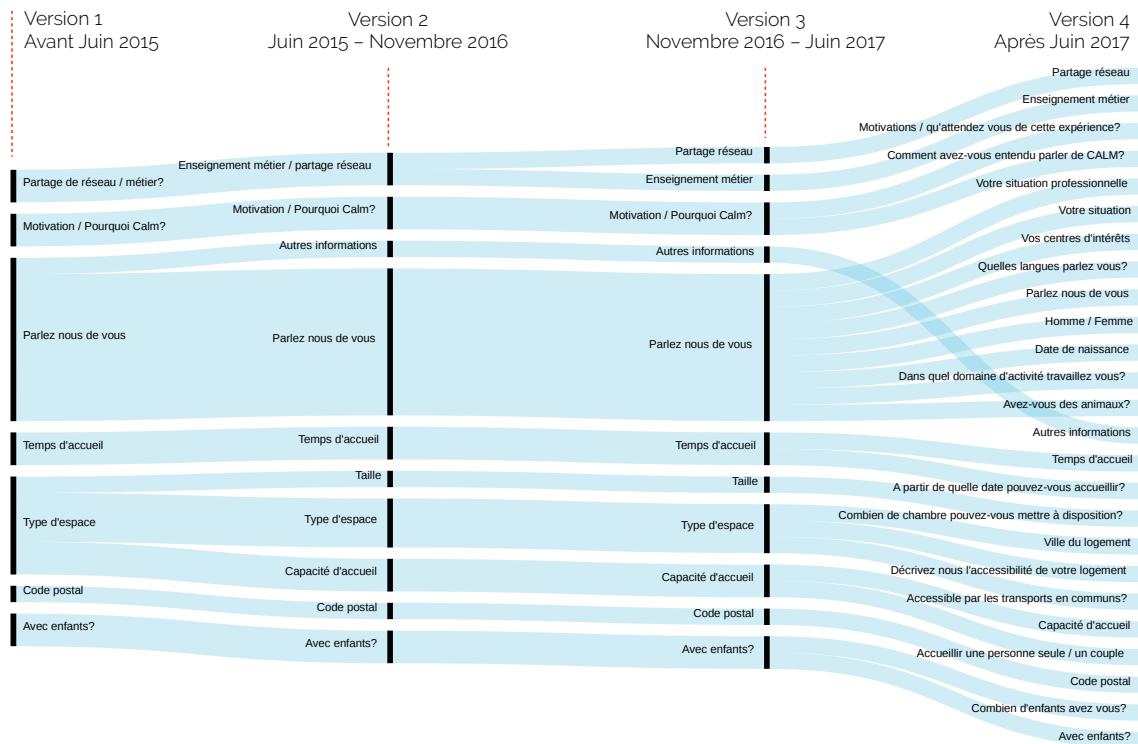 Version 1
Avant Juin 2015
Version 2
Juin 2015 – Novembre 2016
Version 3
Novembre 2016 – Juin 2017
Version 4
Après Juin 2017
Partage de réseau / métier?
Motivation / Pourquoi Calm?
Parlez nous de vous
Temps d'accueil
Type d'espace
Code postal
Avec enfants?
Enseignement métier / partage réseau
Motivation / Pourquoi Calm?
Autres informations
Parlez nous de vous
Temps d'accueil
Taille
Type d'espace
Capacité d'accueil
Code postal
Avec enfants?
Partage réseau
Enseignement métier
Motivation / Pourquoi Calm?
Autres informations
Parlez nous de vous
Temps d'accueil
Taille
Type d'espace
Capacité d'accueil
Code postal
Avec enfants?
Partage réseau
Enseignement métier
Motivations / qu'attendez vous de cette expérience?
Comment avez-vous entendu parler de CALM?
Votre situation professionnelle
Votre situation
Vos centres d'intérêts
Quelles langues parlez vous?
Parlez nous de vous
Homme / Femme
Date de naissance
Dans quel domaine d'activité travaillez vous?
Avez-vous des animaux?
Autres informations
Temps d'accueil
A partir de quelle date pouvez-vous accueillir?
Combien de chambre pouvez-vous mettre à disposition?
Ville du logement
Décrivez nous l'accessibilité de votre logement
Accessible par les transports en communs?
Capacité d'accueil
Accueillir une personne seule / un couple
Code postal
Combien d'enfants avez vous?
Avec enfants?